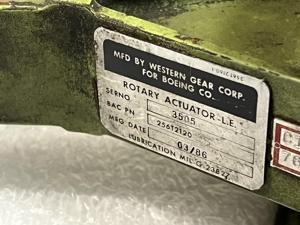 MFD BY WESTERN GEAR CORP.
FOR BOEING CO.
ROTARY ACTUATOR-L.E.
SERNO 3505
BAC PN 256T2120
MFG DATE 03/86
LUBRICATION MIL G 23827